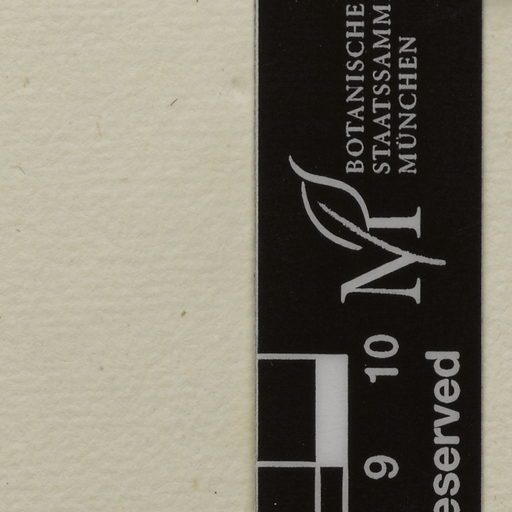 BOTANISCHE
STAATSSAMM
MÜNCHEN
M
10
9
eserved